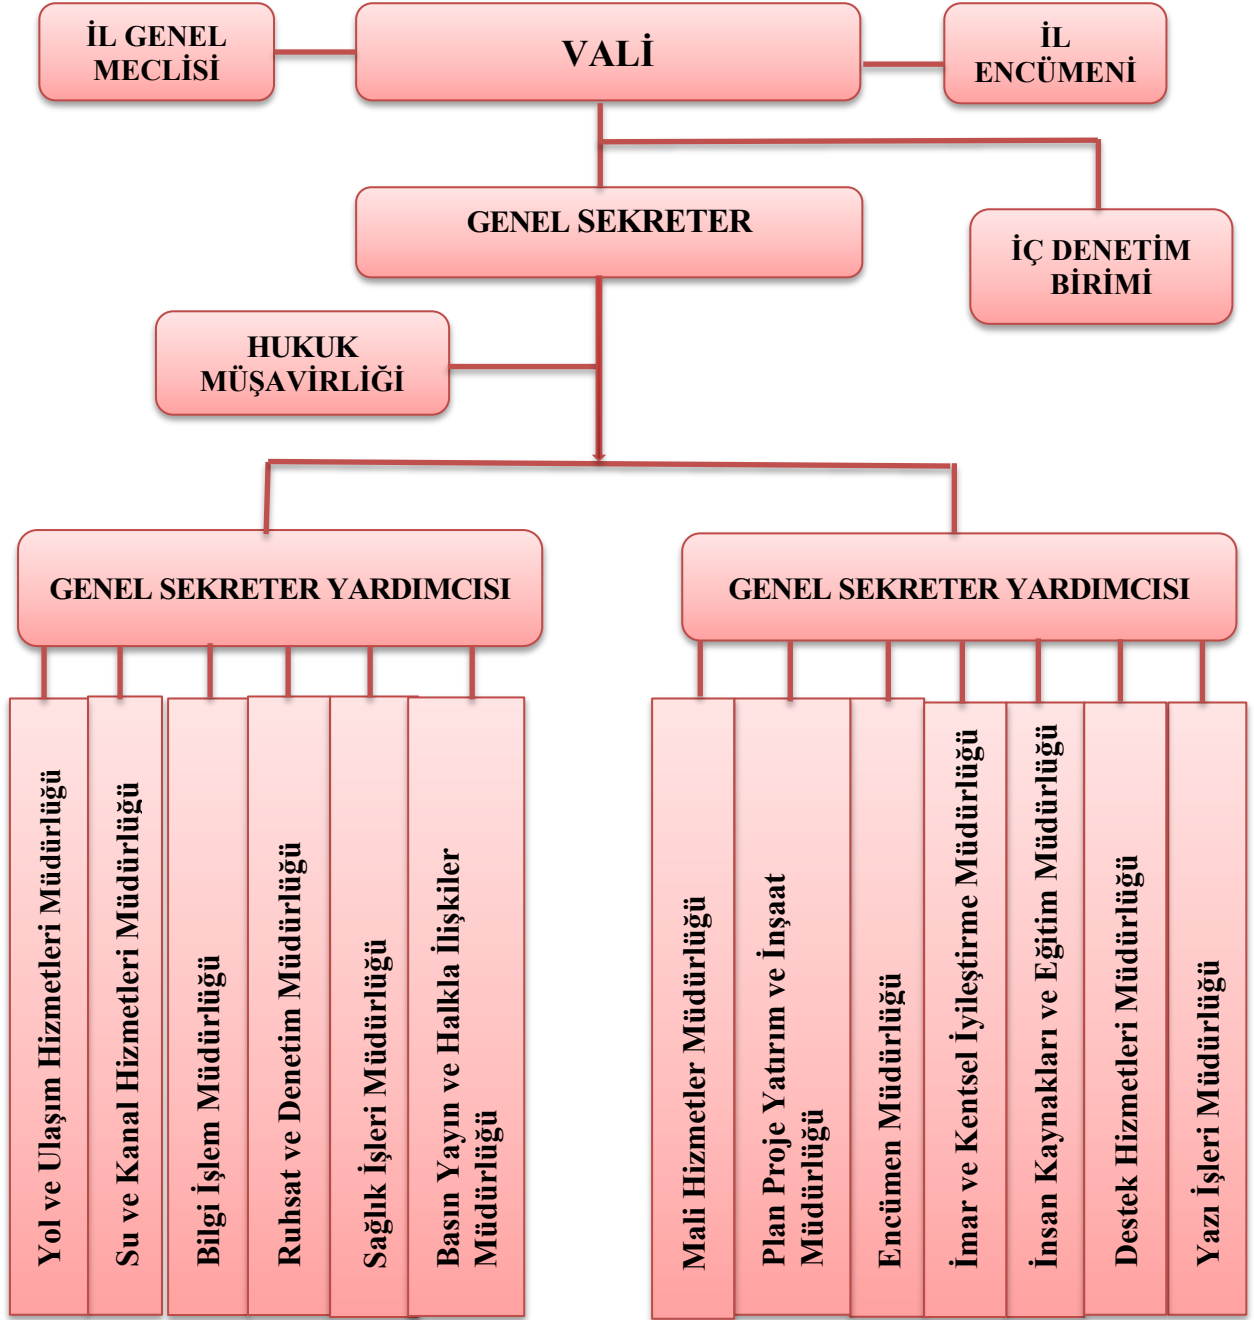 İL GENEL
MECLİSİ
VALİ
İL
ENCÜMENİ
GENEL SEKRETER
İÇ DENETİM
BİRİMİ
HUKUK
MÜŞAVİRLİĞİ
GENEL SEKRETER YARDIMCISI
GENEL SEKRETER YARDIMCISI
Yol ve Ulaşım Hizmetleri Müdürlüğü
Su ve Kanal Hizmetleri Müdürlüğü
Bilgi İşlem Müdürlüğü
Ruhsat ve Denetim Müdürlüğü
Sağlık İşleri Müdürlüğü
Basın Yayın ve Halkla İlişkiler
Müdürlüğü
Mali Hizmetler Müdürlüğü
Plan Proje Yatırım ve İnşaat
Müdürlüğü
Encümen Müdürlüğü
İmar ve Kentsel İyileştirme Müdürlüğü
İnsan Kaynakları ve Eğitim Müdürlüğü
Destek Hizmetleri Müdürlüğü
Yazı İşleri Müdürlüğü